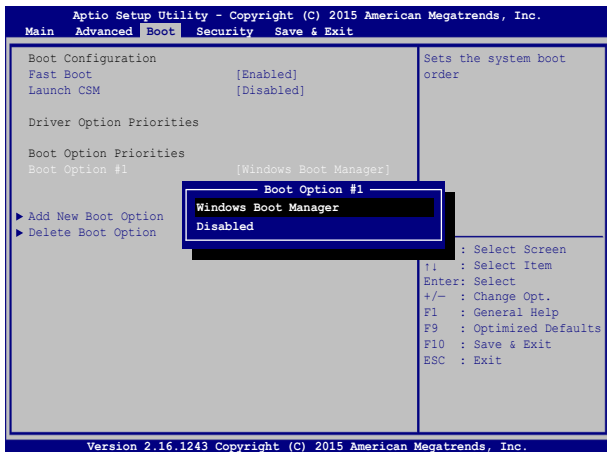 Aptio Setup Utility - Copyright (C) 2015 American Megatrends, Inc.
Main Advanced Boot Security Save & Exit
Boot Configuration
Fast Boot [Enabled]
Launch CSM [Disabled]
Driver Option Priorities
Boot Option Priorities
Boot Option #1 [Windows Boot Manager]
Add New Boot Option
Delete Boot Option
Boot Option #1
Windows Boot Manager
Disabled
Sets the system boot
order
: Select Screen
↑↓ : Select Item
Enter: Select
+/— : Change Opt.
F1 : General Help
F9 : Optimized Defaults
F10 : Save & Exit
ESC : Exit
Version 2.16.1243 Copyright (C) 2015 American Megatrends, Inc.